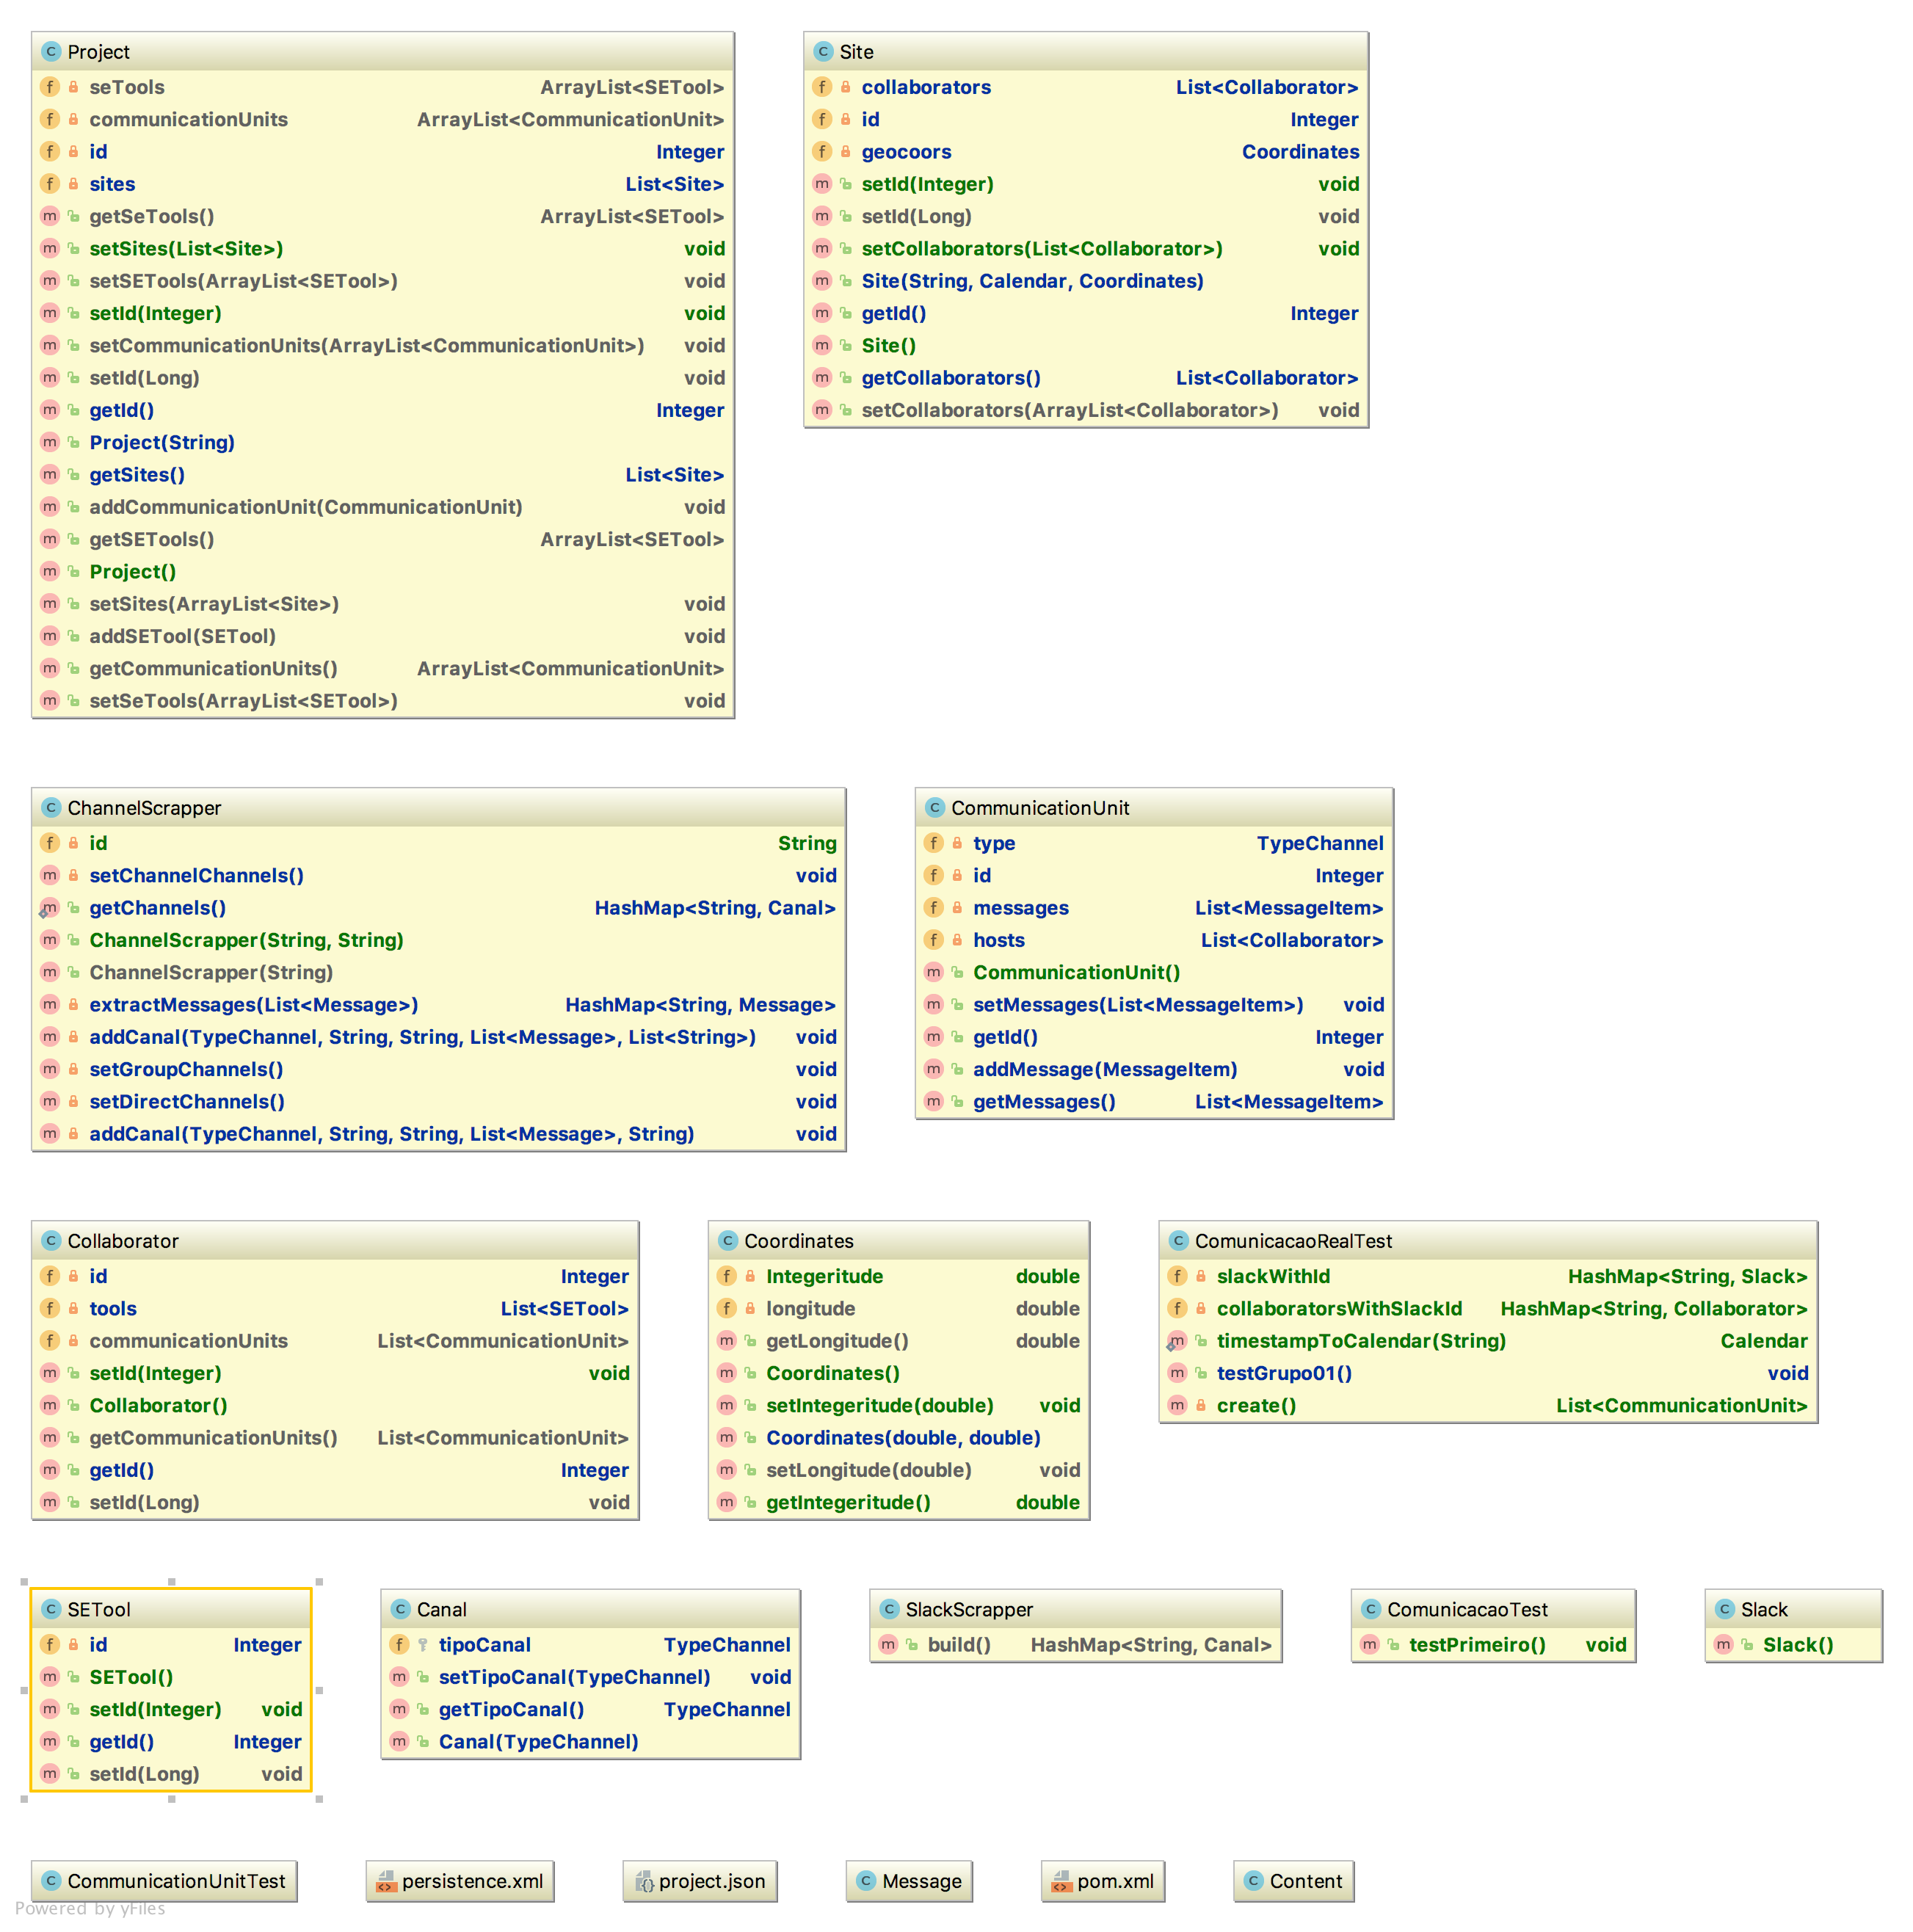 Project
seTools ArrayList<SETool>
communicationUnits ArrayList<CommunicationUnit>
id Integer
sites List<Site>
getSeTools() ArrayList<SETool>
setSites(List<Site>) void
setSETools(ArrayList<SETool>) void
setId(Integer) void
setCommunicationUnits(ArrayList<CommunicationUnit>) void
setId(Long) void
getId() Integer
Project(String)
getSites() List<Site>
addCommunicationUnit(CommunicationUnit) void
getSETools() ArrayList<SETool>
Project()
setSites(ArrayList<Site>) void
addSETool(SETool) void
getCommunicationUnits() ArrayList<CommunicationUnit>
setSeTools(ArrayList<SETool>) void
Site
collaborators List<Collaborator>
id Integer
geocoors Coordinates
setId(Integer) void
setId(Long) void
setCollaborators(List<Collaborator>) void
Site(String, Calendar, Coordinates)
getId() Integer
Site()
getCollaborators() List<Collaborator>
setCollaborators(ArrayList<Collaborator>) void
ChannelScrapper
id String
setChannelChannels() void
getChannels() HashMap<String, Canal>
ChannelScrapper(String, String)
ChannelScrapper(String)
extractMessages(List<Message>) HashMap<String, Message>
addCanal(TypeChannel, String, String, List<Message>, List<String>) void
setGroupChannels() void
setDirectChannels() void
addCanal(TypeChannel, String, String, List<Message>, String) void
CommunicationUnit
type TypeChannel
id Integer
messages List<MessageItem>
hosts List<Collaborator>
CommunicationUnit()
setMessages(List<MessageItem>) void
getId() Integer
addMessage(MessageItem) void
getMessages() List<MessageItem>
Collaborator
id Integer
tools List<SETool>
communicationUnits List<CommunicationUnit>
setId(Integer) void
Collaborator()
getCommunicationUnits() List<CommunicationUnit>
getId() Integer
setId(Long) void
Coordinates
Integeritude double
longitude double
getLongitude() double
Coordinates()
setIntegeritude(double) void
Coordinates(double, double)
setLongitude(double) void
getIntegeritude() double
ComunicacaoRealTest
slackWithId HashMap<String, Slack>
collaboratorsWithSlackId HashMap<String, Collaborator>
timestampToCalendar(String) Calendar
testGrupo01() void
create() List<CommunicationUnit>
SETool
id Integer
SETool()
setId(Integer) void
getId() Integer
setId(Long) void
Canal
tipoCanal TypeChannel
setTipoCanal(TypeChannel) void
getTipoCanal() TypeChannel
Canal(TypeChannel)
SlackScrapper
build() HashMap<String, Canal>
ComunicacaoTest
testPrimeiro() void
Slack
Slack()
CommunicationUnitTest
persistence.xml
project.json
Message
pom.xml
Content
Powered by yFiles